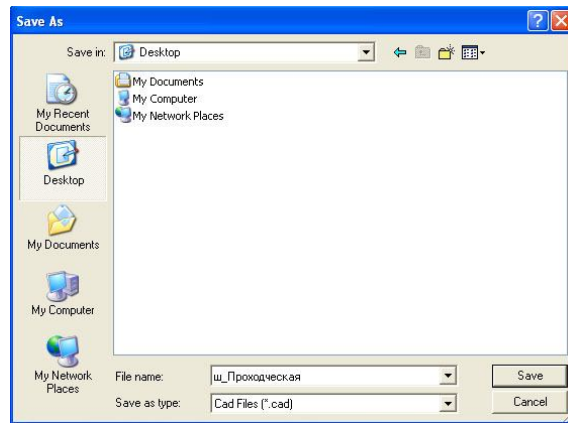 Save As
Save in: Desktop
My Documents
My Computer
My Network Places
My Recent
Documents
Desktop
My Documents
My Computer
My Network
Places
File name: ш_Проходческая Save
Save as type: Cad Files (*.cad) Cancel